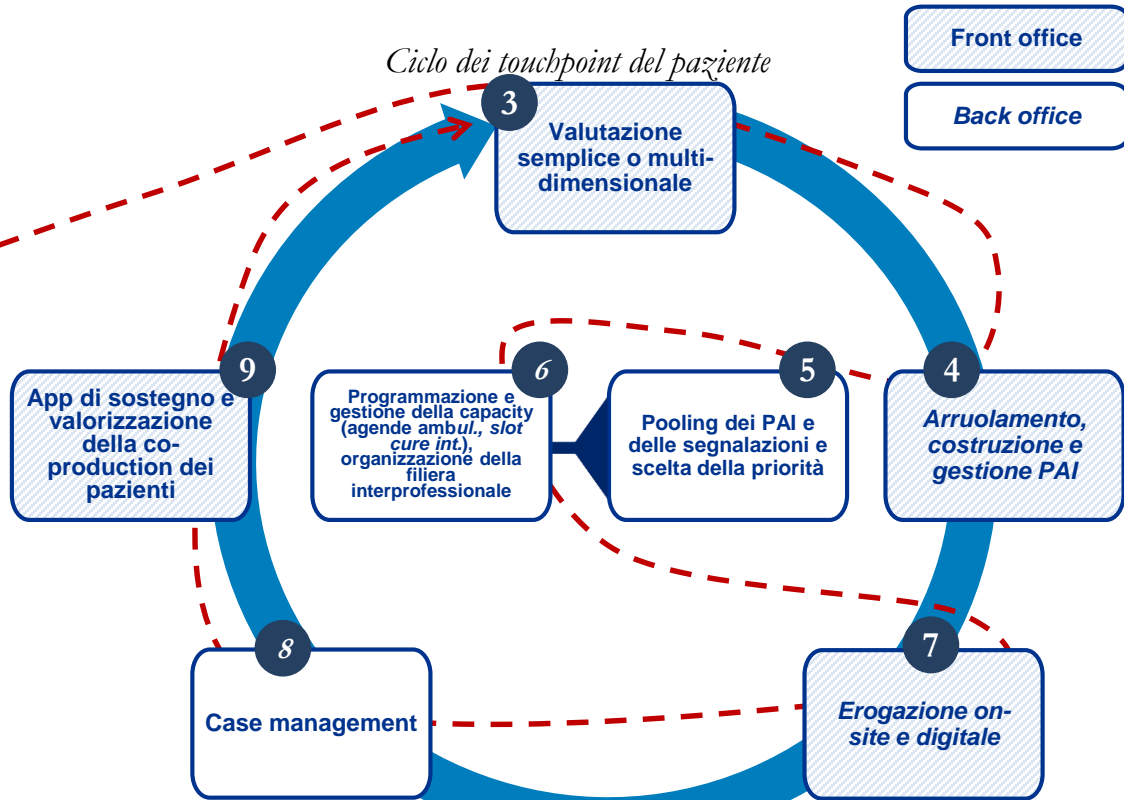 Front office
Ciclo dei touchpoint del paziente
Back office
3
Valutazione
semplice o multi-
dimensionale
9
App di sostegno e
valorizzazione
della co-
production dei
pazienti
6
Programmazione e
gestione della capacity
(agende ambul., slot
cure int.),
organizzazione della
filiera
interprofessionale
5
Pooling dei PAI e
delle segnalazioni e
scelta della priorità
4
Arruolamento,
costruzione e
gestione PAI
8
Case management
7
Erogazione on-
site e digitale